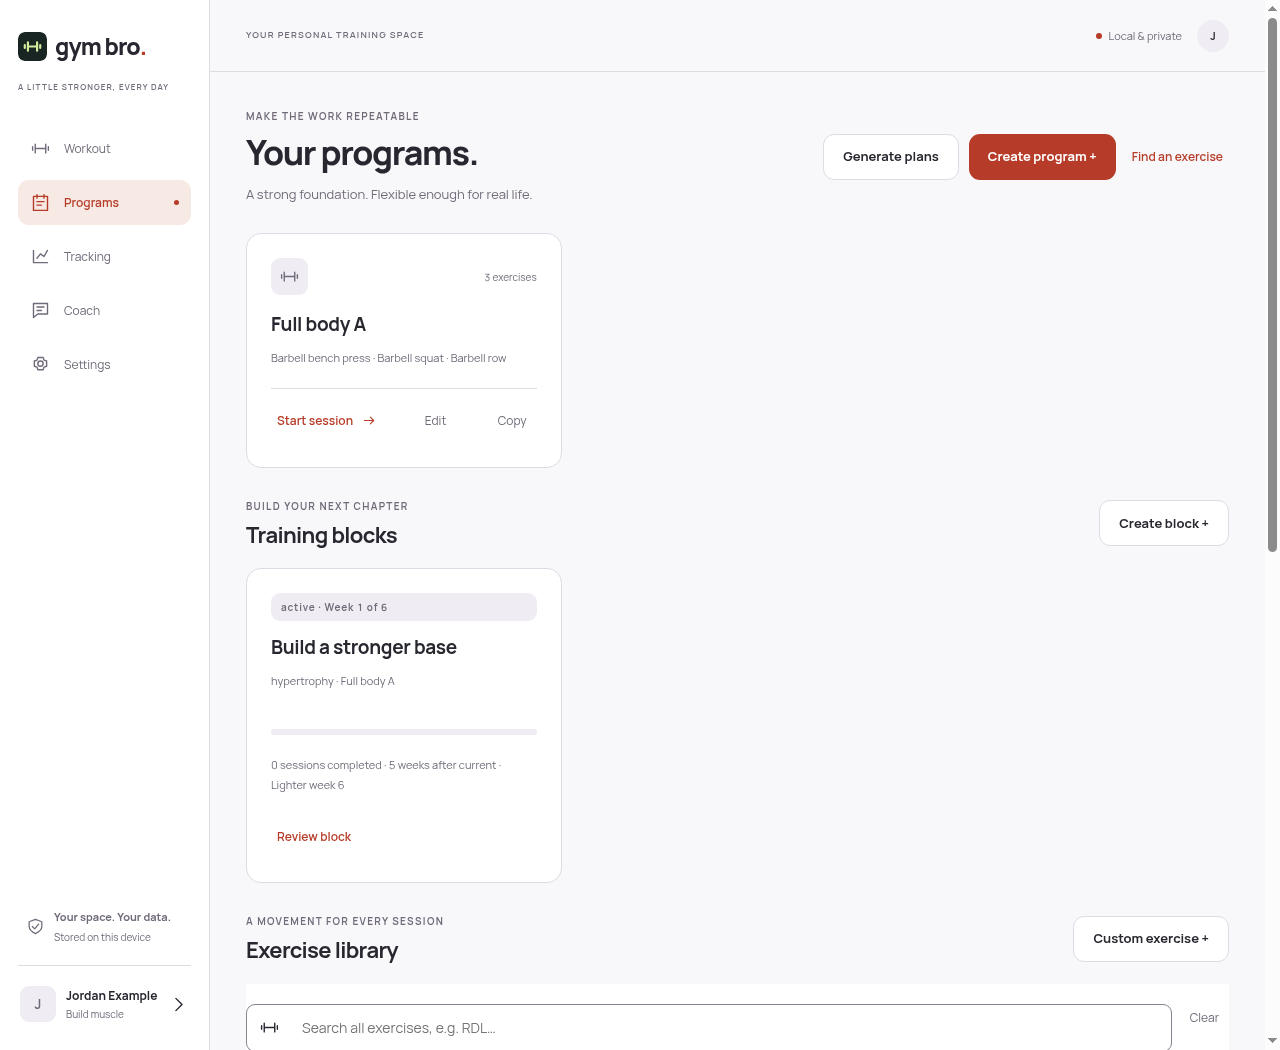 gym bro.
A LITTLE STRONGER, EVERY DAY
Workout
Programs
Tracking
Coach
Settings
Your space. Your data.
Stored on this device
J
Jordan Example
Build muscle
YOUR PERSONAL TRAINING SPACE
Local & private
J
MAKE THE WORK REPEATABLE
Your programs.
A strong foundation. Flexible enough for real life.
Generate plans
Create program +
Find an exercise
3 exercises
Full body A
Barbell bench press · Barbell squat · Barbell row
Start session →
Edit
Copy
BUILD YOUR NEXT CHAPTER
Training blocks
Create block +
active · Week 1 of 6
Build a stronger base
hypertrophy · Full body A
0 sessions completed · 5 weeks after current ·
Lighter week 6
Review block
A MOVEMENT FOR EVERY SESSION
Exercise library
Custom exercise +
Search all exercises, e.g. RDL...
Clear